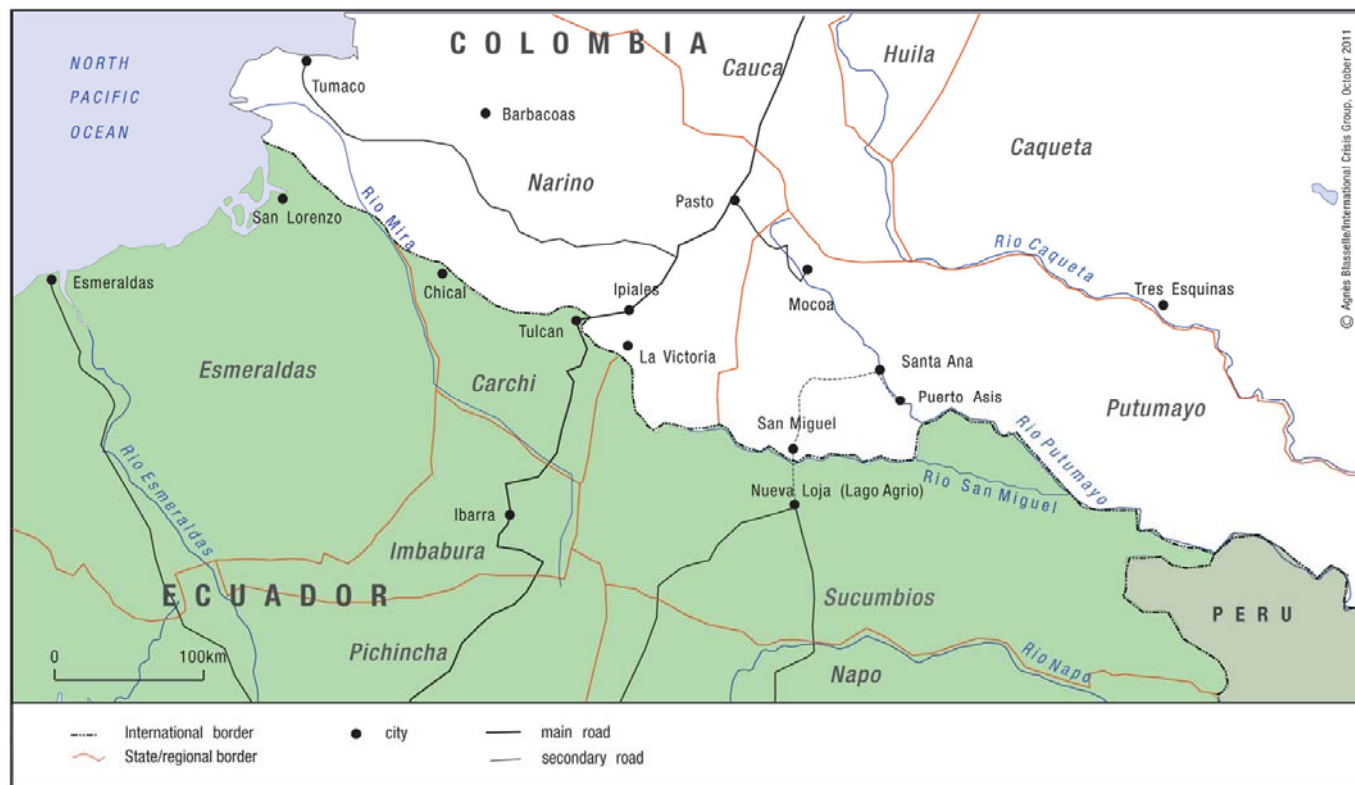 COLOMBIA
NORTH
PACIFIC
OCEAN
Tumaco
Barbacoas
Cauca
Huila
Caqueta
Narino
Pasto
San Lorenzo
Rio Mira
Esmeraldas
Chical
Ipiales
Mocoa
Rio Caqueta
Tres Esquinas
Tulcan
La Victoria
Esmeraldas
Carchi
Santa Ana
Puerto Asis
Putumayo
San Miguel
Rio Putumayo
Rio San Miguel
Nueva Loja (Lago Agrio)
Rio Esmeraldas
Ibarra
Imbabura
ECUADOR
Sucumbios
PERU
Pichincha
Napo
Rio Napo
0 100km
International border
city
main road
State/regional border
secondary road
© Agnès Blasselle/International Crisis Group, October 2011